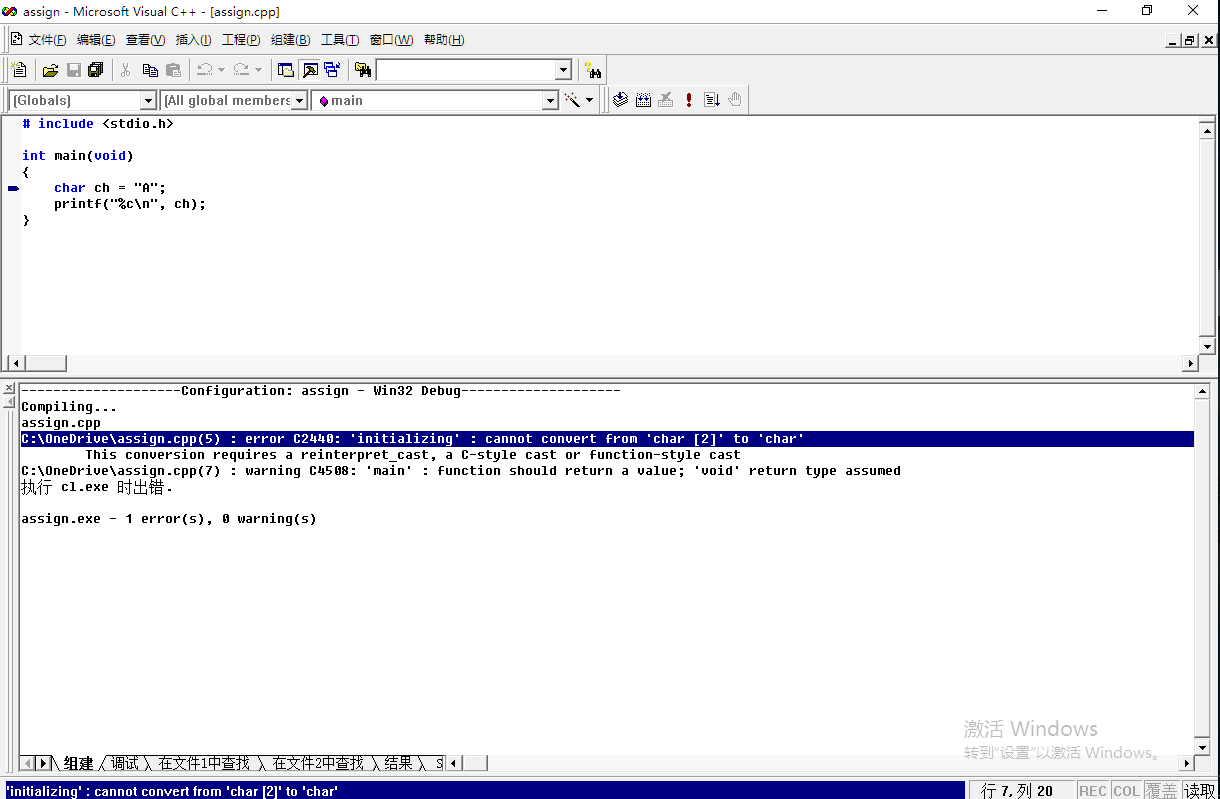 assign - Microsoft Visual C++ - [assign.cpp]
文件(F) 编辑(E) 查看(V) 插入(I) 工程(P) 组建(B) 工具(T) 窗口(W) 帮助(H)
(Globals) (All global members main
# include <stdio.h>
int main(void)
{
char ch = "A";
printf("%c\n", ch);
}
--------------------Configuration: assign - Win32 Debug--------------------
Compiling...
assign.cpp
C:\OneDrive\assign.cpp(5) : error C2440: 'initializing' : cannot convert from 'char [2]' to 'char'
This conversion requires a reinterpret_cast, a C-style cast or function-style cast
C:\OneDrive\assign.cpp(7) : warning C4508: 'main' : function should return a value; 'void' return type assumed
执行 cl.exe 时出错.
assign.exe - 1 error(s), 0 warning(s)
激活 Windows
转到"设置"以激活 Windows。
组建 调试 在文件1中查找 在文件2中查找 结果 S
'initializing' : cannot convert from 'char [2]' to 'char' 行 7, 列 20 REC COL 覆盖 读取